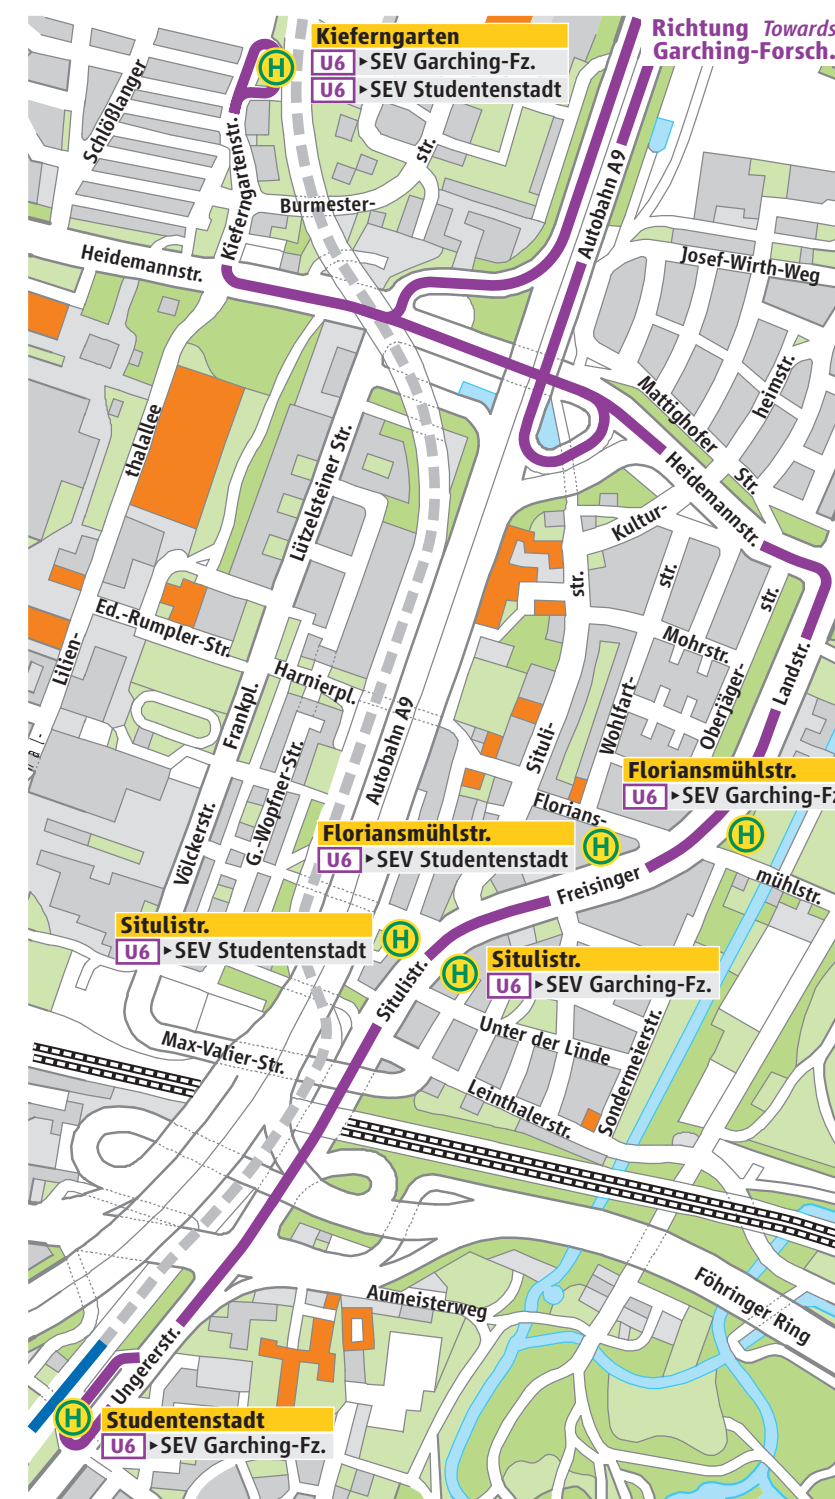 Richtung Towards
Garching-Forsch.
Kieferngarten
U6 ▸SEV Garching-Fz.
U6 ▸SEV Studentenstadt
H
Schlößlanger
Kieferngartenstr.
str.
Burmester-
Autobahn A9
Heidemannstr.
Josef-Wirth-Weg
heimstr.
Mattighofer
Str.
thalallee
Lützelsteiner Str.
Heidemannstr.
Kultur-
str.
str.
str.
Ed.-Rumpler-Str.
Mohrstr.
Landstr.
Lilien-
Harnierpl.
Frankpl.
Autobahn A9
Situli-
Wohlfart-
Oberjäger-
G.-Wopfner-Str.
Völckerstr.
Floriansmühlstr.
U6 ▸SEV Garching-Fz
H
Florians-
Floriansmühlstr.
U6 ▸SEV Studentenstadt
H
mühlstr.
Freisinger
Situlistr.
U6 ▸SEV Studentenstadt
H
Situlistr.
U6 ▸SEV Garching-Fz.
H
Situlistr.
Unter der Linde
Sondermeierstr.
Max-Valier-Str.
Leinthalerstr.
Aumeisterweg
Föhringer Ring
Ungererstr.
H
Studentenstadt
U6 ▸SEV Garching-Fz.